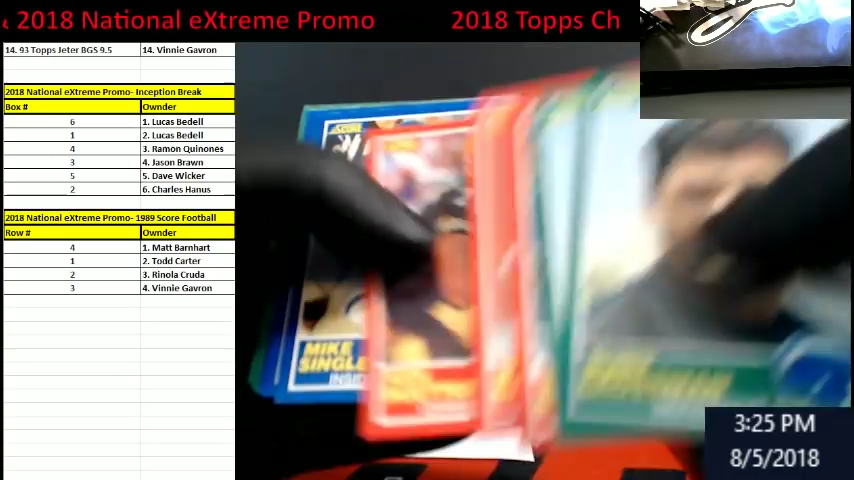 2018 National eXtreme Promo 2018 Topps Ch
14. 93 Topps Jeter BGS 9.5 14. Vinnie Gavron
2018 National eXtreme Promo- Inception Break
Box # Ownder
6 1. Lucas Bedell
1 2. Lucas Bedell
4 3. Ramon Quinones
3 4. Jason Brawn
5 5. Dave Wicker
2 6. Charles Hanus
2018 National eXtreme Promo- 1989 Score Football
Row # Ownder
4 1. Matt Barnhart
1 2. Todd Carter
2 3. Rinola Cruda
3 4. Vinnie Gavron
SCORE
MIKE
SINGLE
INSID
3:25 PM
8/5/2018